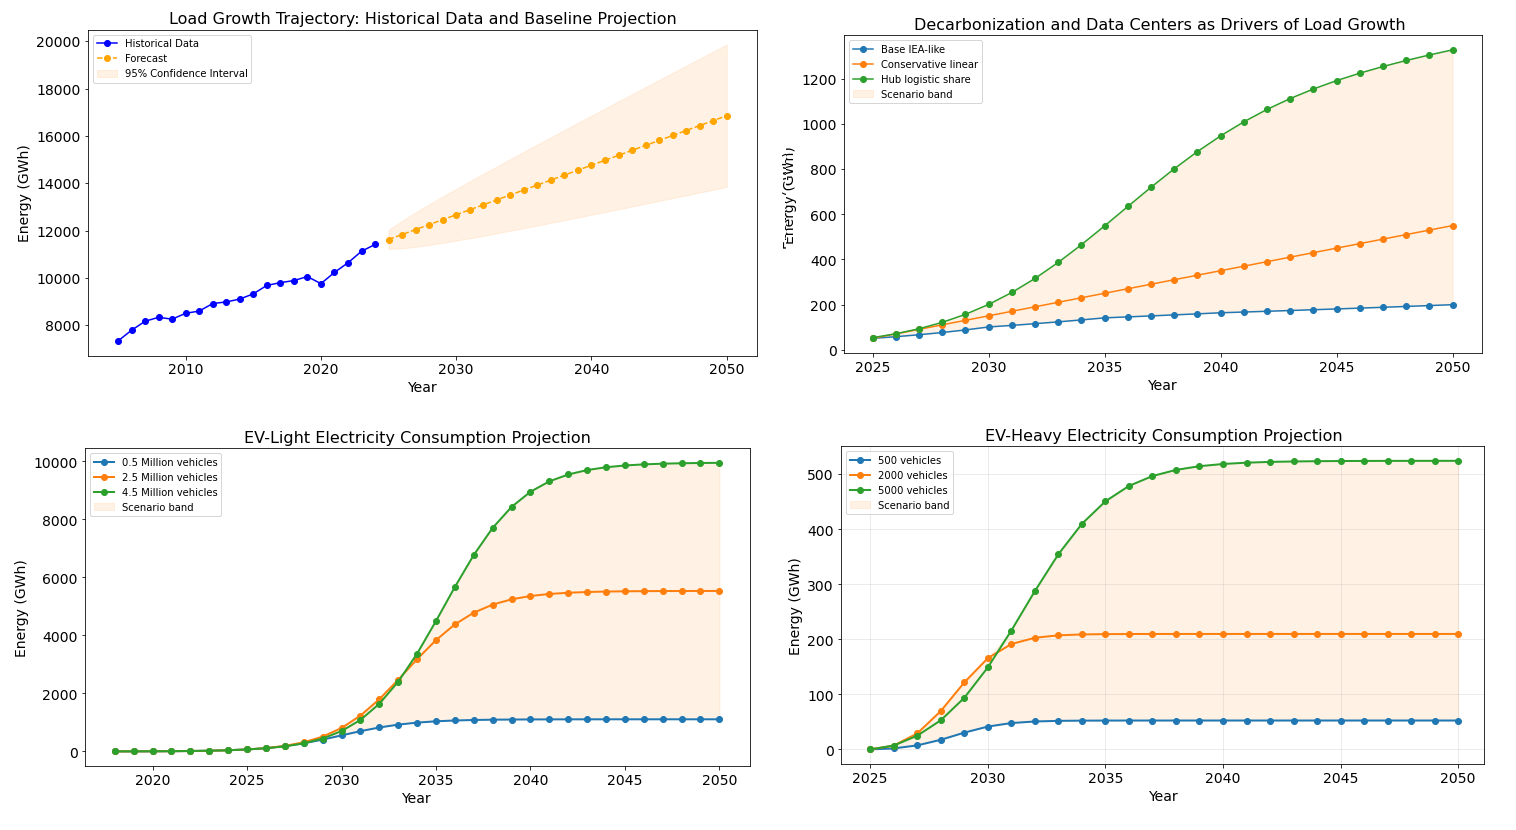 Load Growth Trajectory: Historical Data and Baseline Projection
20000
18000
16000
14000
12000
10000
8000
Energy (GWh)
Historical Data
Forecast
95% Confidence Interval
2010
2020
2030
2040
2050
Year
Decarbonization and Data Centers as Drivers of Load Growth
1200
1000
800
600
400
200
0
Energy (GWh)
Base IEA-like
Conservative linear
Hub logistic share
Scenario band
2025
2030
2035
2040
2045
2050
Year
EV-Light Electricity Consumption Projection
10000
8000
6000
4000
2000
0
Energy (GWh)
0.5 Million vehicles
2.5 Million vehicles
4.5 Million vehicles
Scenario band
2020
2025
2030
2035
2040
2045
2050
Year
EV-Heavy Electricity Consumption Projection
500
400
300
200
100
0
Energy (GWh)
500 vehicles
2000 vehicles
5000 vehicles
Scenario band
2025
2030
2035
2040
2045
2050
Year